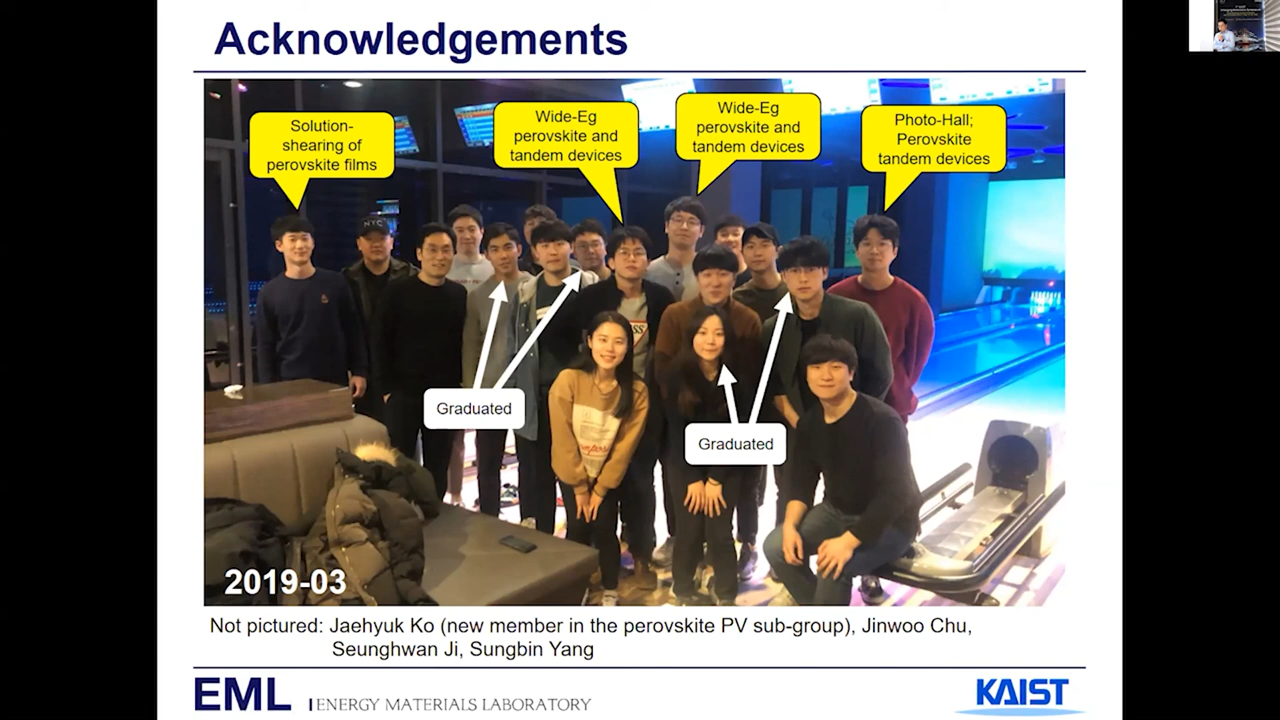 Acknowledgements
Solution-
shearing of
perovskite films
Wide-Eg
perovskite and
tandem devices
Wide-Eg
perovskite and
tandem devices
Photo-Hall;
Perovskite
tandem devices
NYC
Graduated
Graduated
2019-03
Not pictured: Jaehyuk Ko (new member in the perovskite PV sub-group), Jinwoo Chu,
Seunghwan Ji, Sungbin Yang
EML | ENERGY MATERIALS LABORATORY
KAIST